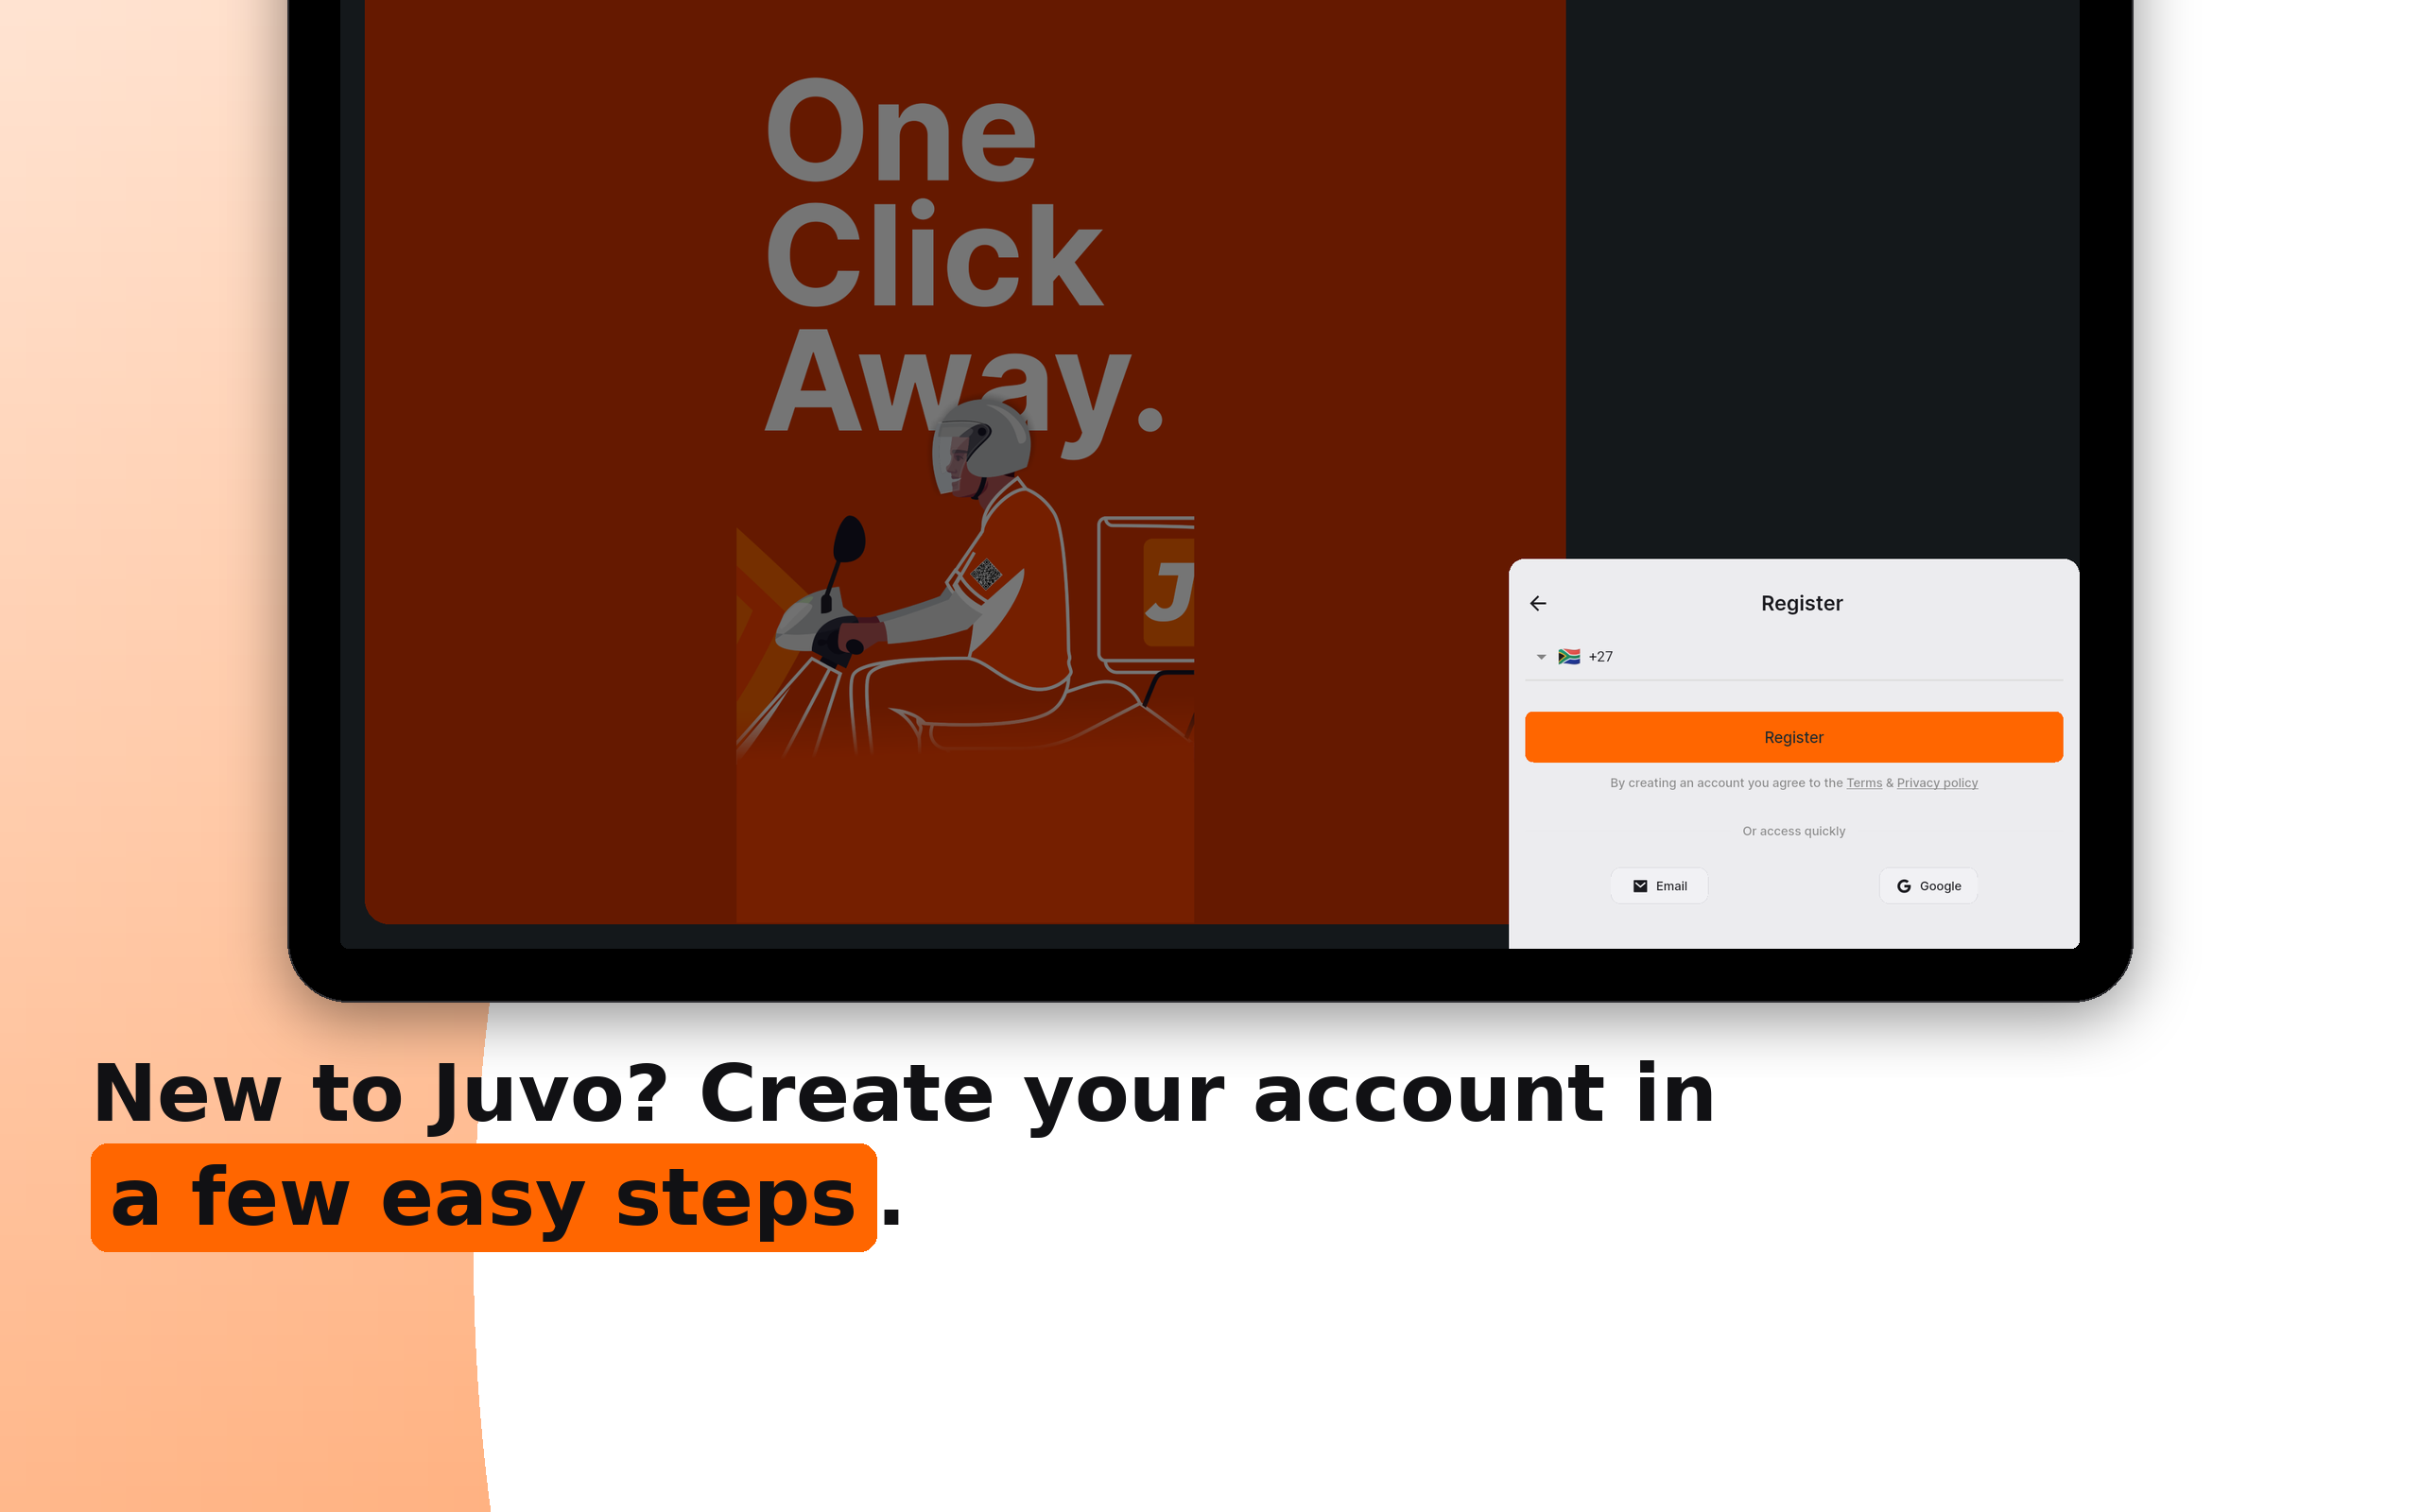 One
Click
Away.
J
Register
+27
Register
By creating an account you agree to the Terms & Privacy policy
Or access quickly
Email
Google
New to Juvo? Create your account in
a few easy steps.